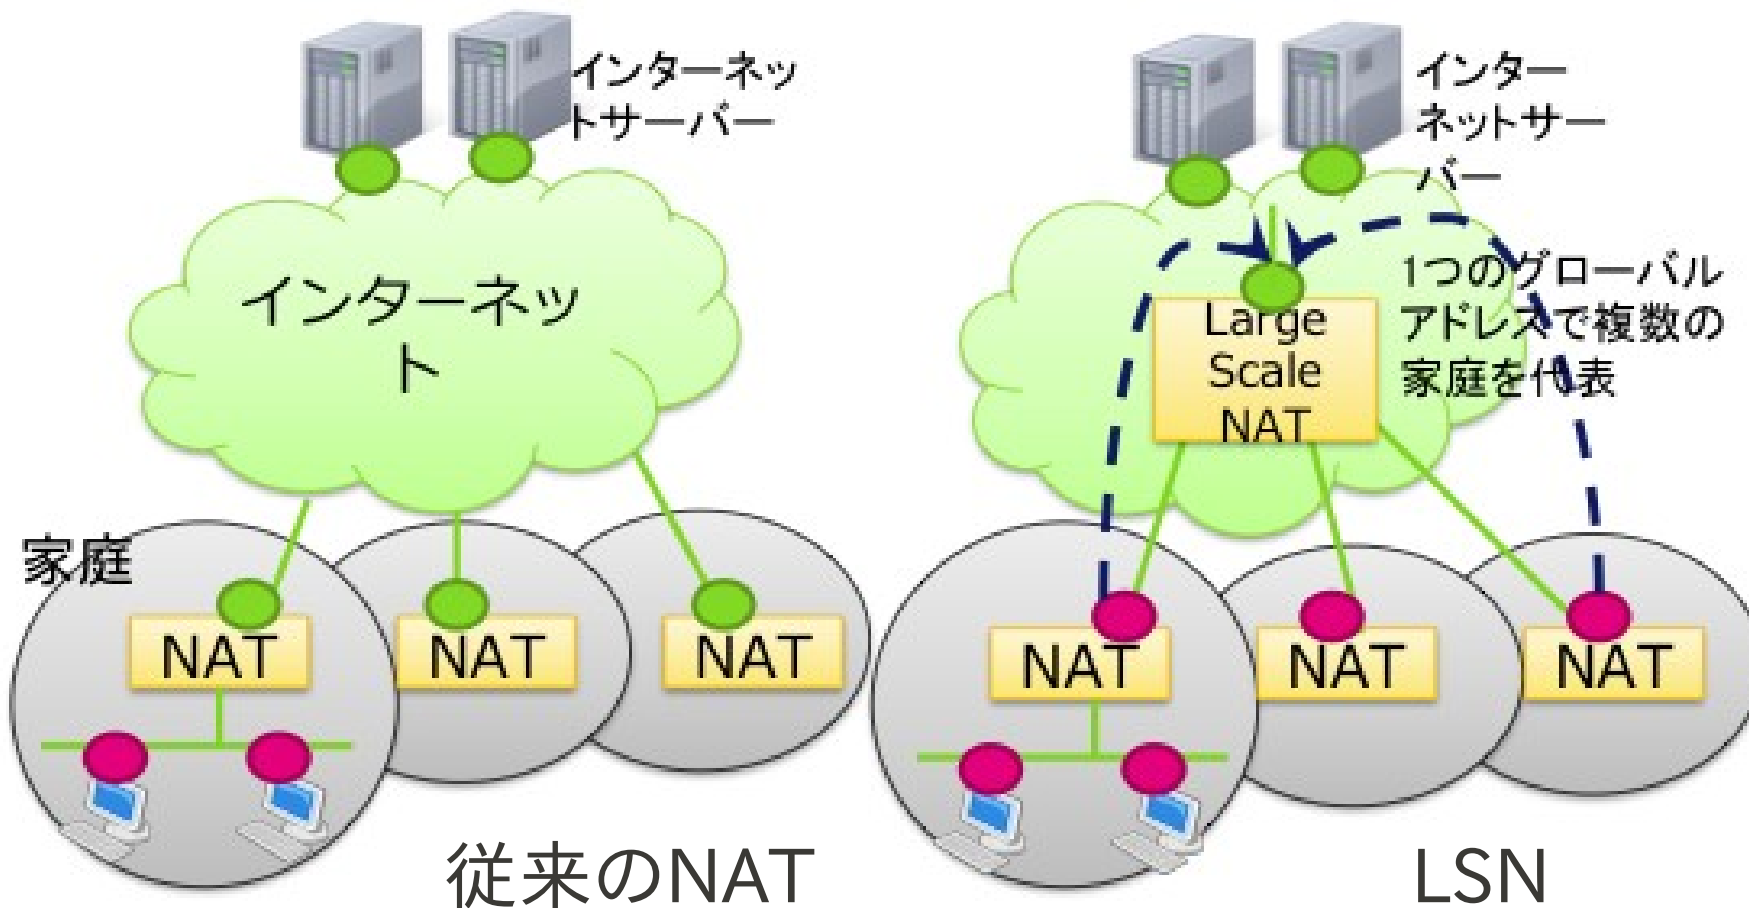 インターネッ
トサーバー
インターネッ
ト
家庭
NAT
NAT
NAT
従来のNAT
インター
ネットサー
バー
1つのグローバル
アドレスで複数の
家庭を代表
Large
Scale
NAT
NAT
NAT
NAT
LSN